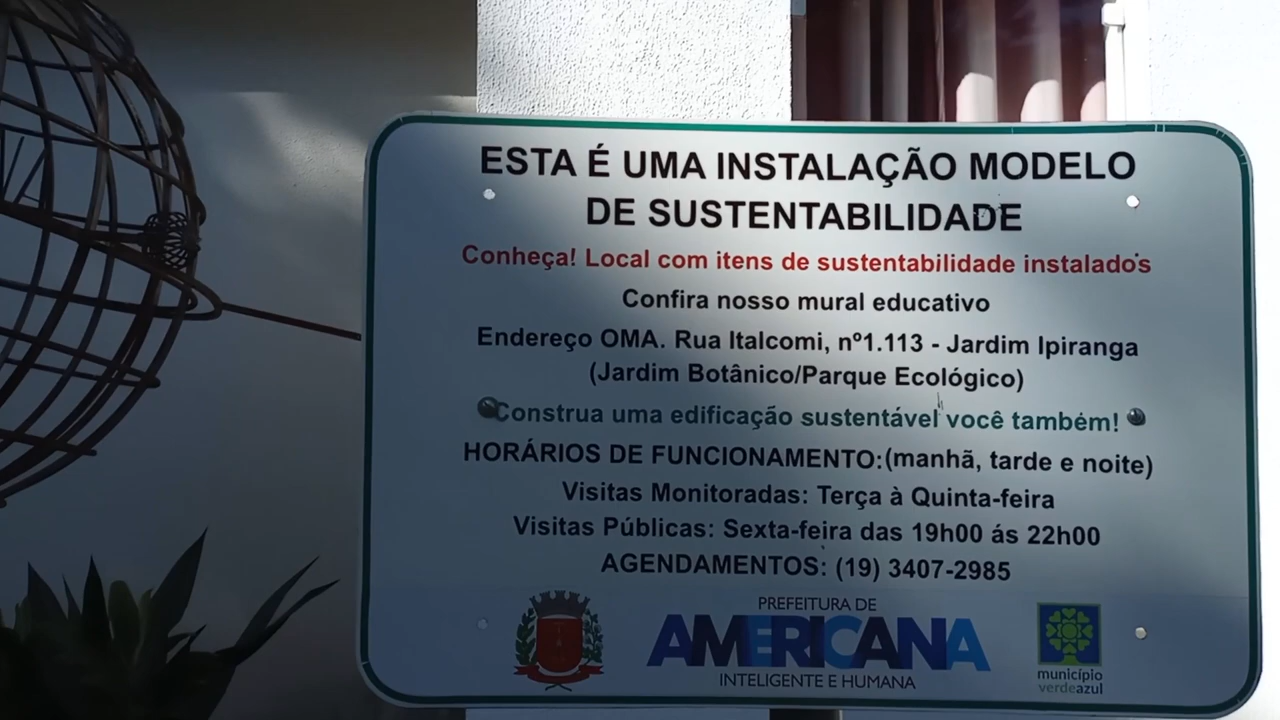 ESTA É UMA INSTALAÇÃO MODELO
DE SUSTENTABILIDADE
Conheça! Local com itens de sustentabilidade instalados
Confira nosso mural educativo
Endereço OMA. Rua Italcomi, nº1.113 - Jardim Ipiranga
(Jardim Botânico/Parque Ecológico)
Construa uma edificação sustentável você também!
HORÁRIOS DE FUNCIONAMENTO:(manhã, tarde e noite)
Visitas Monitoradas: Terça à Quinta-feira
Visitas Públicas: Sexta-feira das 19h00 ás 22h00
AGENDAMENTOS: (19) 3407-2985
PREFEITURA DE
AMERICANA
INTELIGENTE E HUMANA
município
verdeazul